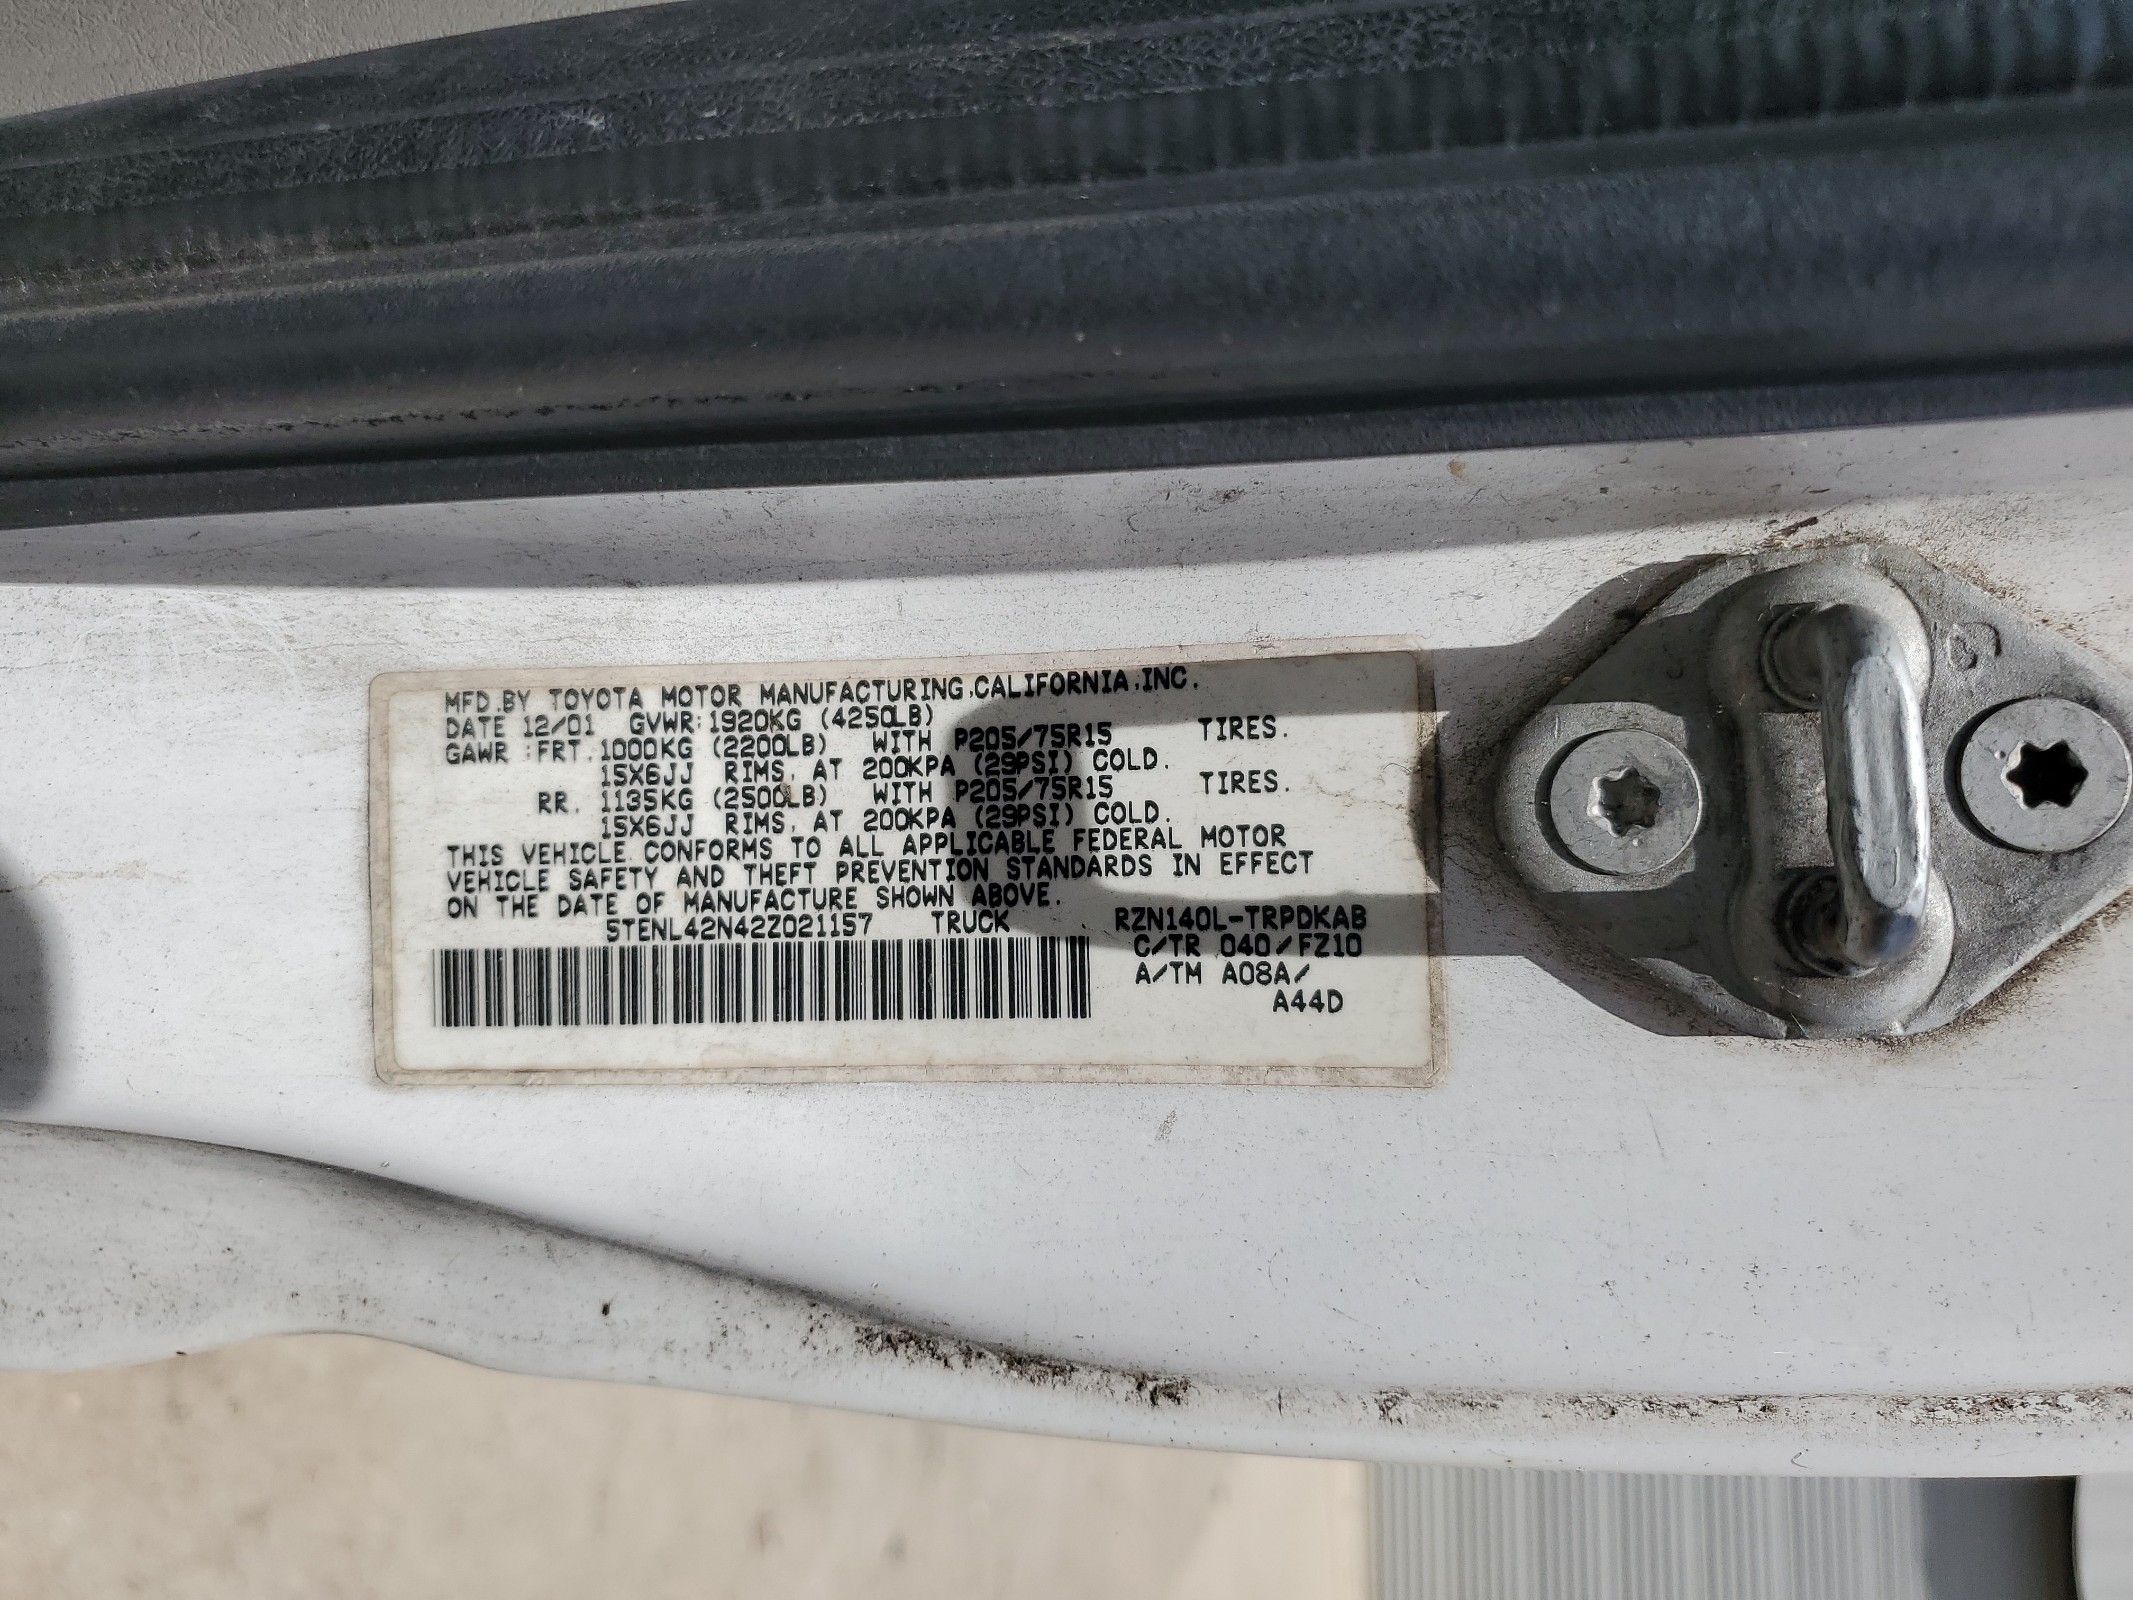 MFD.BY TOYOTA MOTOR MANUFACTURING,CALIFORNIA,INC.
DATE 12/01 GVWR:1920KG (4250LB)
GAWR :FRT. 1000KG (2200LB) WITH P205/75R15 TIRES.
15X6JJ RIMS, AT 200KPA (29PSI) COLD.
RR. 1135KG (2500LB) WITH P205/75R15 TIRES.
15X6JJ RIMS, AT 200KPA (29PSI) COLD.
THIS VEHICLE CONFORMS TO ALL APPLICABLE FEDERAL MOTOR
VEHICLE SAFETY AND THEFT PREVENTION STANDARDS IN EFFECT
ON THE DATE OF MANUFACTURE SHOWN ABOVE.
5TENL42N42Z021157 TRUCK RZN140L-TRPDKAB
C/TR 040/FZ10
A/TM A08A/
A44D